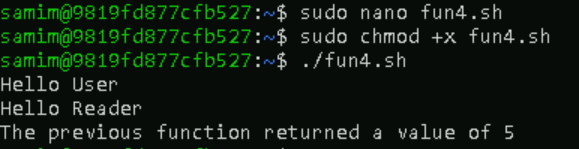 samim@9819fd877cfb527:~$ sudo nano fun4.sh
samim@9819fd877cfb527:~$ sudo chmod +x fun4.sh
samim@9819fd877cfb527:~$ ./fun4.sh
Hello User
Hello Reader
The previous function returned a value of 5